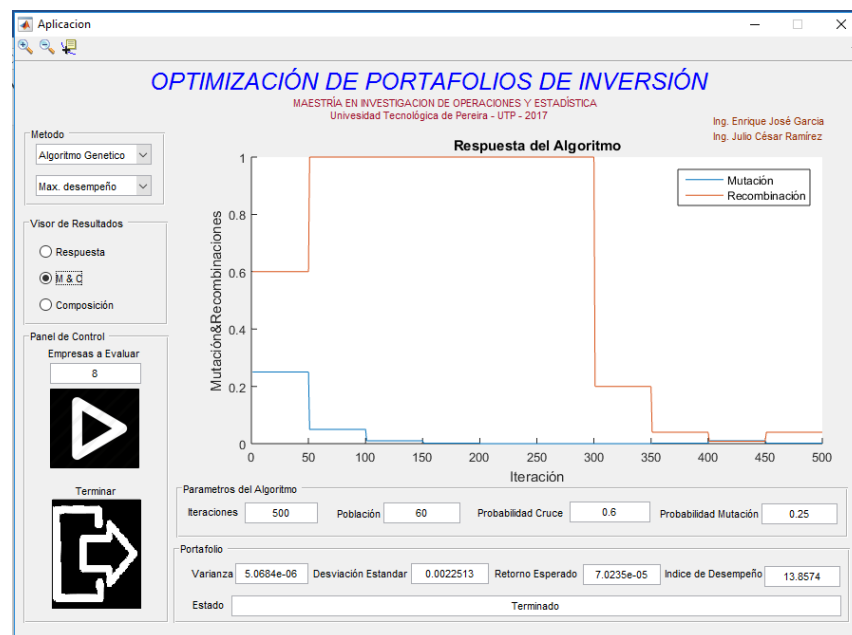 Aplicacion
OPTIMIZACIÓN DE PORTAFOLIOS DE INVERSIÓN
MAESTRÍA EN INVESTIGACION DE OPERACIONES Y ESTADÍSTICA
Univesidad Tecnológica de Pereira - UTP - 2017
Ing. Enrique José Garcia
Ing. Julio César Ramírez
Metodo
Algoritmo Genetico
Max. desempeño
Visor de Resultados
Respuesta
M & C
Composición
Panel de Control
Empresas a Evaluar
8
Terminar
Respuesta del Algoritmo
Mutación
Recombinación
Mutación&Recombinaciones
1
0.8
0.6
0.4
0.2
0
0 50 100 150 200 250 300 350 400 450 500
Iteración
Parametros del Algoritmo
Iteraciones 500 Población 60 Probabilidad Cruce 0.6 Probabilidad Mutación 0.25
Portafolio
Varianza 5.0684e-06 Desviación Estandar 0.0022513 Retorno Esperado 7.0235e-05 Indice de Desempeño 13.8574
Estado Terminado